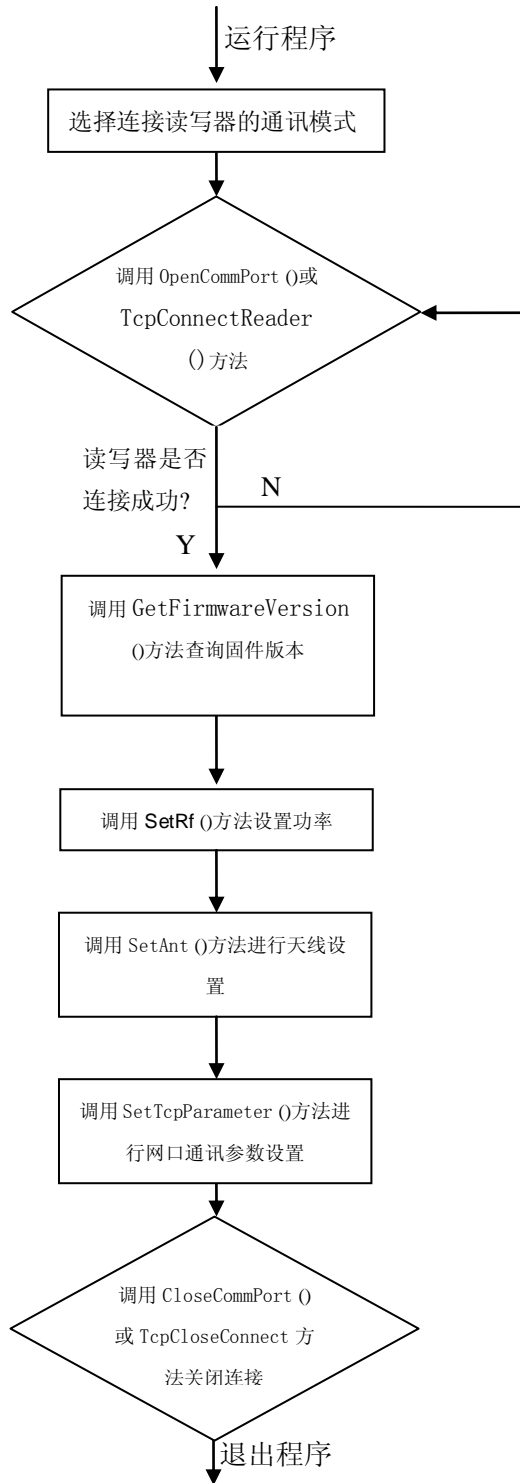 运行程序
选择连接读写器的通讯模式
调用 OpenCommPort ()或
TcpConnectReader
()方法
读写器是否
连接成功?
N
Y
调用 GetFirmwareVersion
()方法查询固件版本
调用 SetRf ()方法设置功率
调用 SetAnt ()方法进行天线设
置
调用 SetTcpParameter ()方法进
行网口通讯参数设置
调用 CloseCommPort ()
或 TcpCloseConnect 方
法关闭连接
退出程序